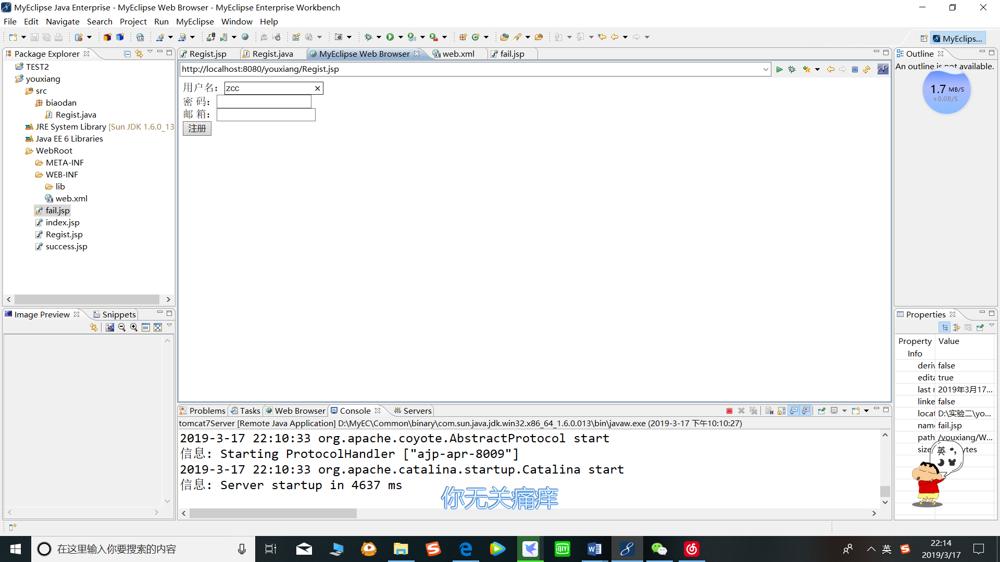 MyEclipse Java Enterprise - MyEclipse Web Browser - MyEclipse Enterprise Workbench
File Edit Navigate Search Project Run MyEclipse Window Help
MyEclips...
Package Explorer
TEST2
youxiang
src
biaodan
Regist.java
JRE System Library [Sun JDK 1.6.0_13
Java EE 6 Libraries
WebRoot
META-INF
WEB-INF
lib
web.xml
fail.jsp
index.jsp
Regist.jsp
success.jsp
Regist.jsp Regist.java MyEclipse Web Browser web.xml fail.jsp
http://localhost:8080/youxiang/Regist.jsp
用户名： zcc
密 码：
邮 箱：
注册
Outline
An outline is not available.
1.7 MB/S
+0.0B/S
Image Preview Snippets
Problems Tasks Web Browser Console Servers
tomcat7Server [Remote Java Application] D:\MyEC\Common\binary\com.sun.java.jdk.win32.x86_64_1.6.0.013\bin\javaw.exe (2019-3-17 下午10:10:27)
2019-3-17 22:10:33 org.apache.coyote.AbstractProtocol start
信息: Starting ProtocolHandler ["ajp-apr-8009"]
2019-3-17 22:10:33 org.apache.catalina.startup.Catalina start
信息: Server startup in 4637 ms
你无关痛痒
Properties
Property Value
Info
deriv false
edita true
last r 2019年3月17...
linke false
locat D:\实验二\yo...
name fail.jsp
path /youxiang/W...
size ytes
英
在这里输入你要搜索的内容
英
22:14
2019/3/17